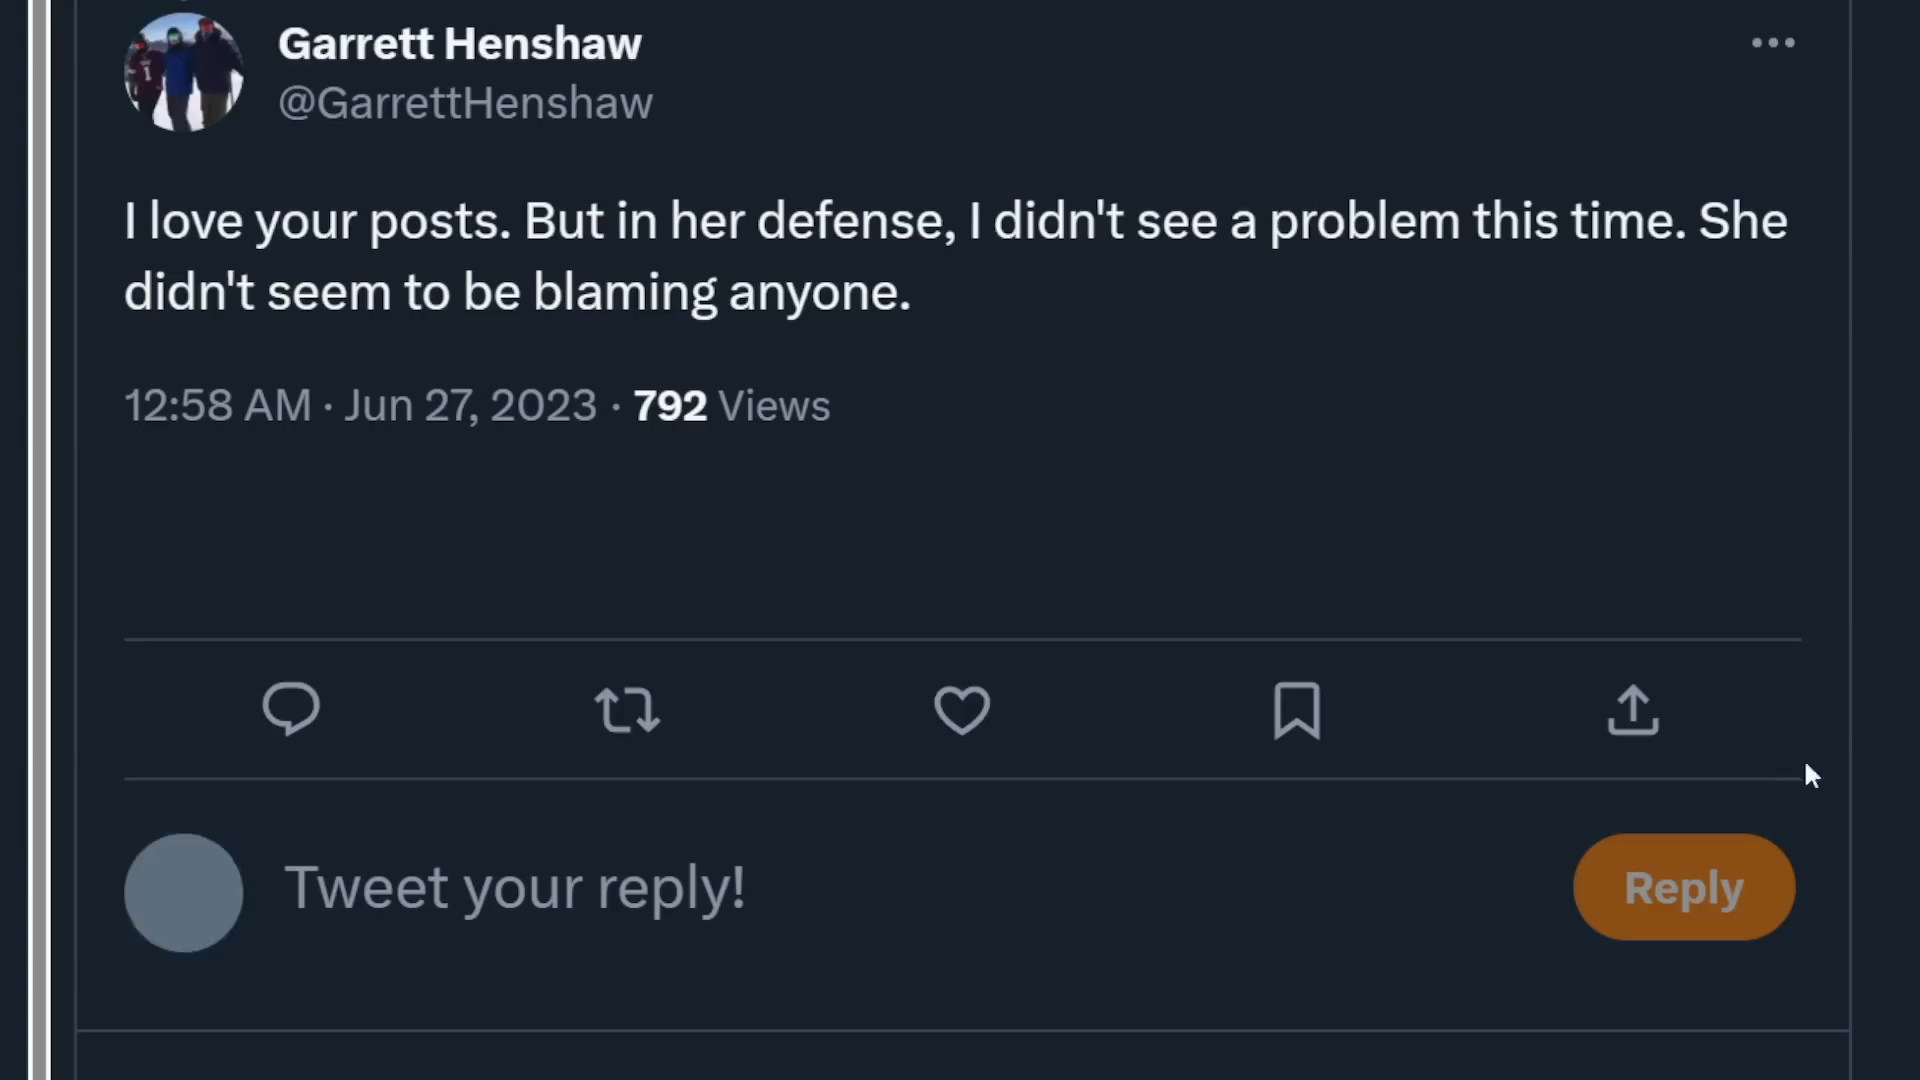 Garrett Henshaw
@GarrettHenshaw
I love your posts. But in her defense, I didn't see a problem this time. She
didn't seem to be blaming anyone.
12:58 AM · Jun 27, 2023 · 792 Views
Tweet your reply!
Reply